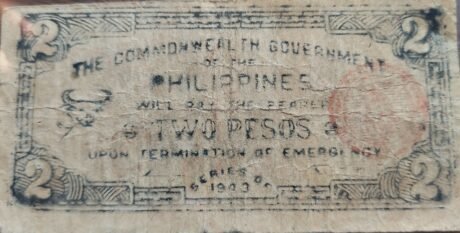 2 2
THE COMMONWEALTH GOVERNMENT
OF THE
PHILIPPINES
WILL PAY THE BEARER
TWO PESOS
UPON TERMINATION OF EMERGENCY
SERIES OF
1943
2 2